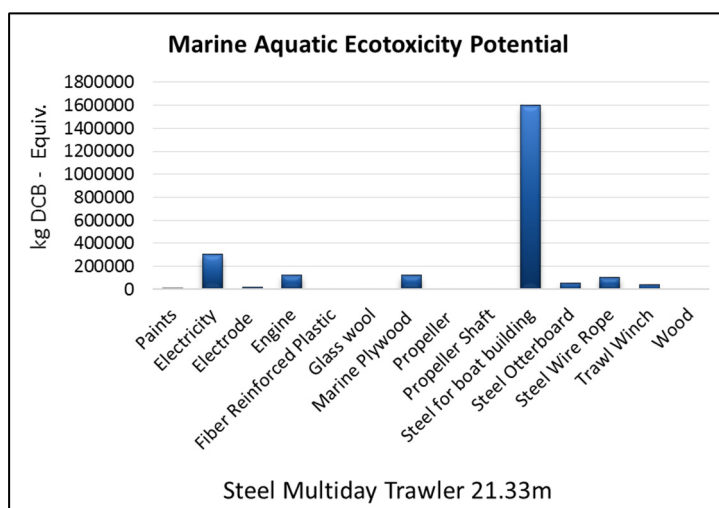 Marine Aquatic Ecotoxicity Potential
kg DCB - Equiv.
1800000
1600000
1400000
1200000
1000000
800000
600000
400000
200000
0
Paints
Electricity
Electrode
Engine
Fiber Reinforced Plastic
Glass wool
Marine Plywood
Propeller
Propeller Shaft
Steel for boat building
Steel Otterboard
Steel Wire Rope
Trawl Winch
Wood
Steel Multiday Trawler 21.33m